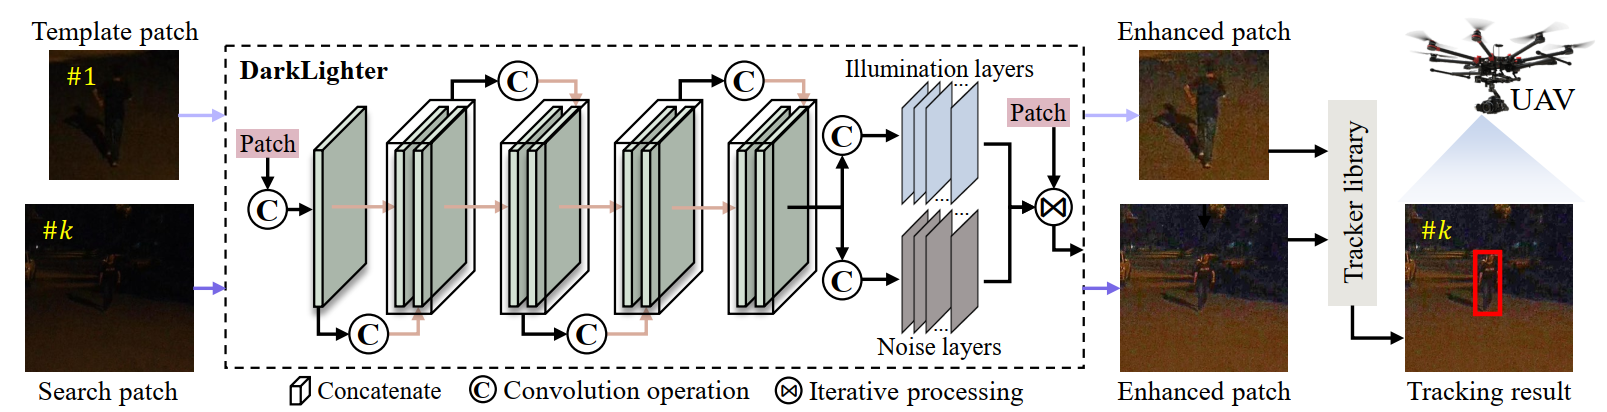 Template patch
#1
DarkLighter
Patch
C
C
C
C
C
C
C
Illumination layers
...
...
Patch
...
...
Noise layers
Enhanced patch
Tracker library
UAV
#k
Search patch
#k
Enhanced patch
Tracking result
Concatenate
C Convolution operation
Iterative processing